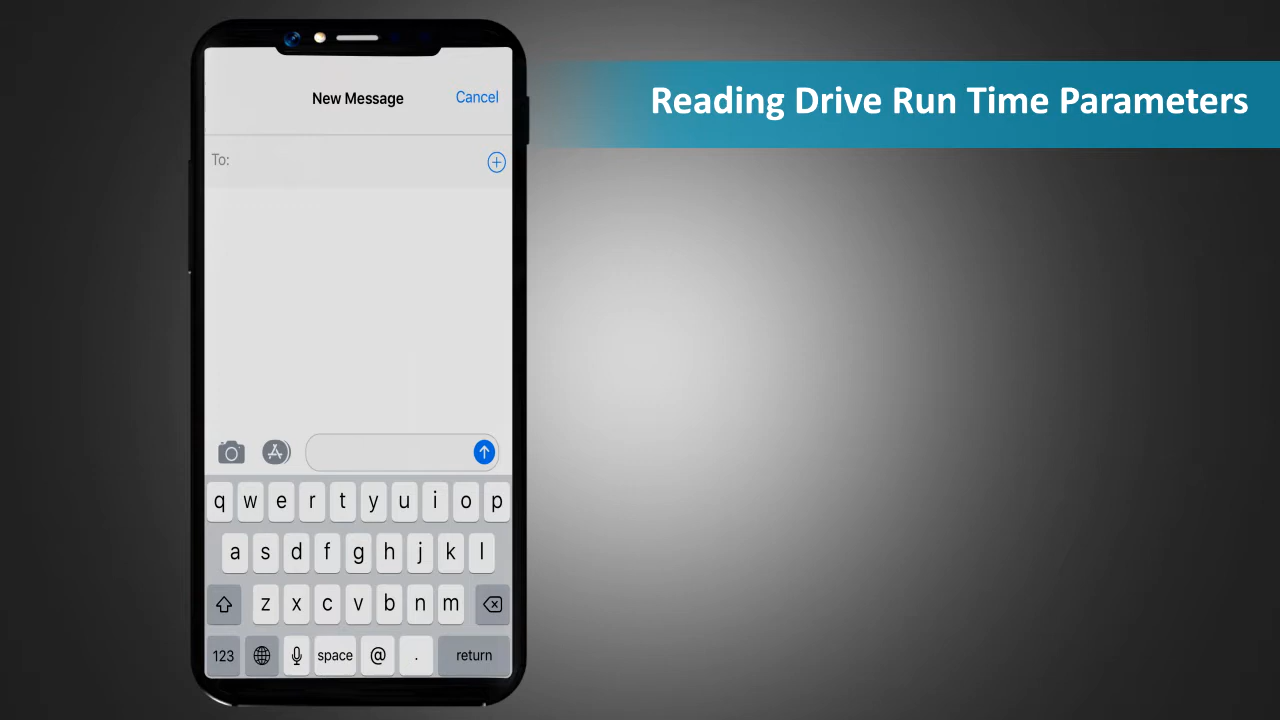 Reading Drive Run Time Parameters
New Message
Cancel
To:
q w e r t y u i o p
a s d f g h j k l
z x c v b n m
123 space @ . return